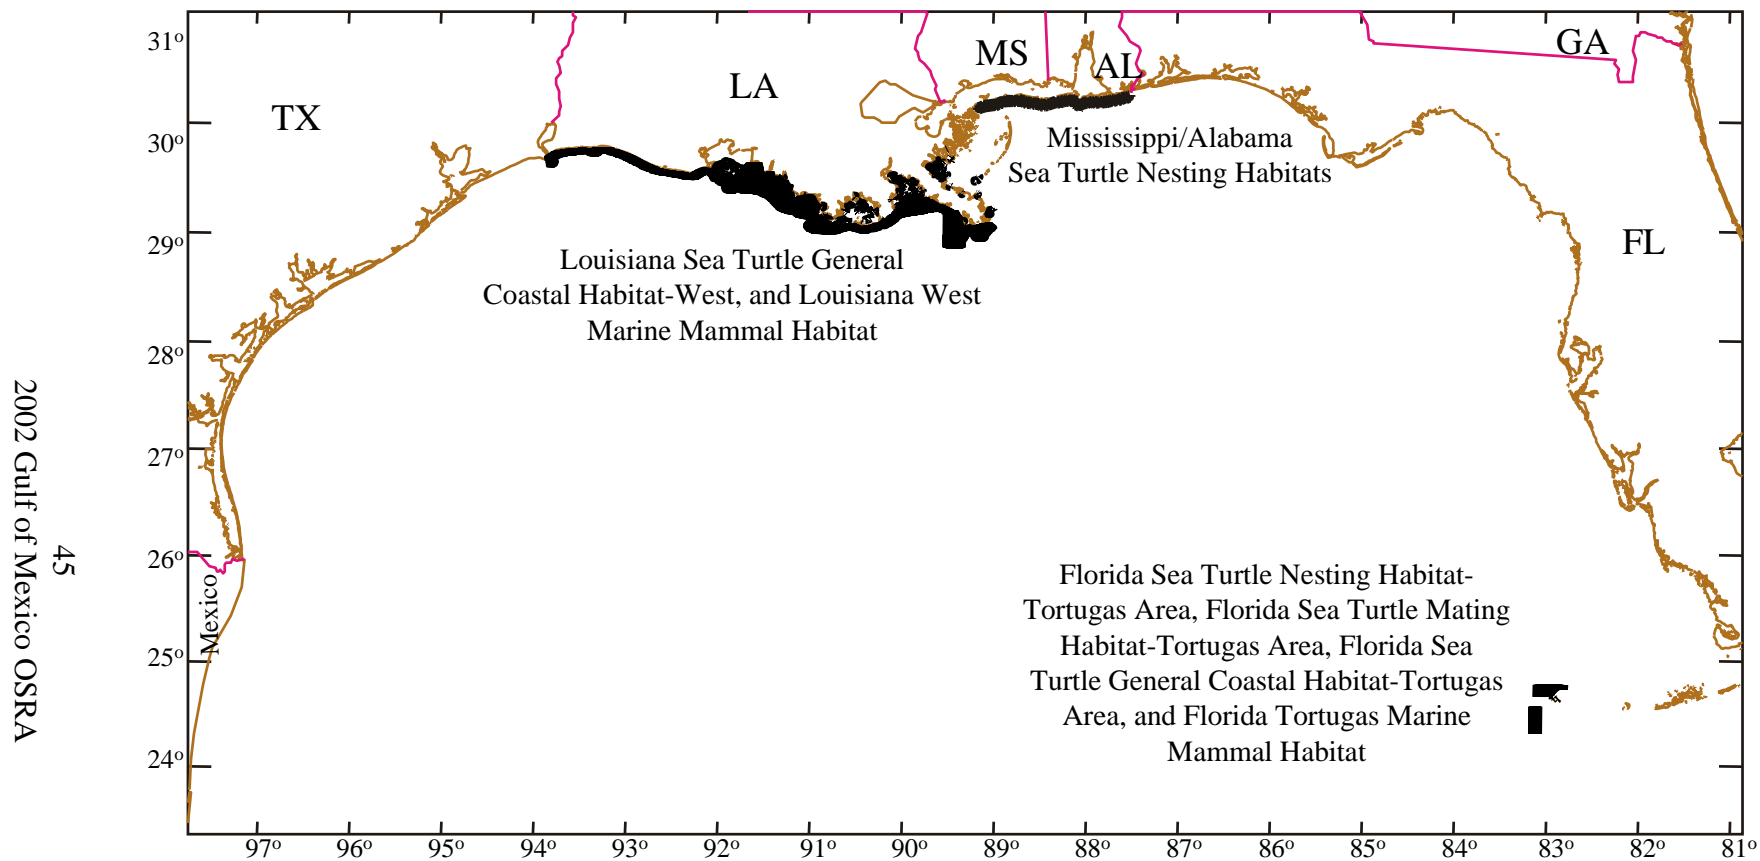 31°
30°
29°
28°
27°
26°
25°
24°
TX
LA
MS
AL
GA
FL
Mexico
Mississippi/Alabama
Sea Turtle Nesting Habitats
Louisiana Sea Turtle General
Coastal Habitat-West, and Louisiana West
Marine Mammal Habitat
Florida Sea Turtle Nesting Habitat-
Tortugas Area, Florida Sea Turtle Mating
Habitat-Tortugas Area, Florida Sea
Turtle General Coastal Habitat-Tortugas
Area, and Florida Tortugas Marine
Mammal Habitat
97° 96° 95° 94° 93° 92° 91° 90° 89° 88° 87° 86° 85° 84° 83° 82° 81°
45
2002 Gulf of Mexico OSRA